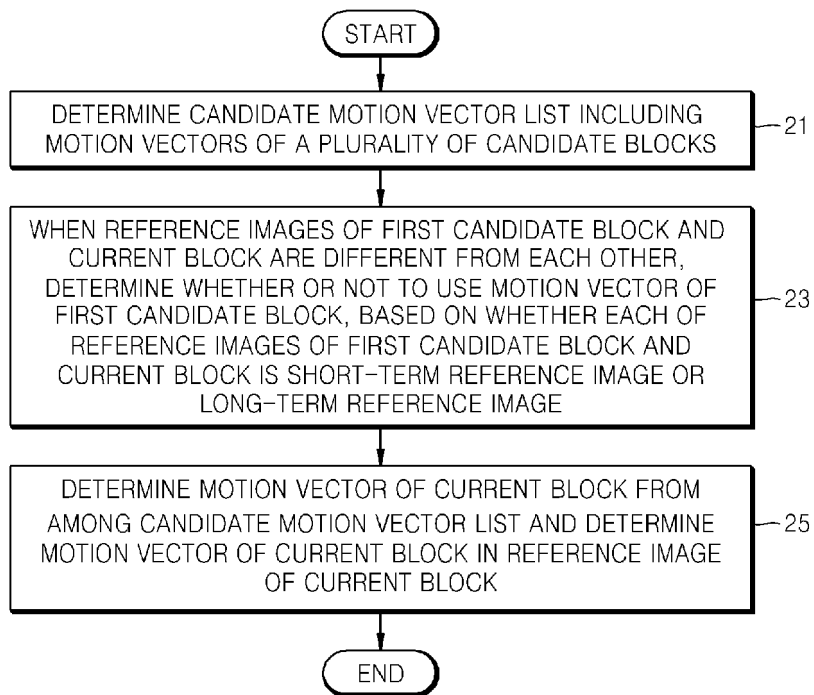 START
DETERMINE CANDIDATE MOTION VECTOR LIST INCLUDING
MOTION VECTORS OF A PLURALITY OF CANDIDATE BLOCKS
21
WHEN REFERENCE IMAGES OF FIRST CANDIDATE BLOCK AND
CURRENT BLOCK ARE DIFFERENT FROM EACH OTHER,
DETERMINE WHETHER OR NOT TO USE MOTION VECTOR OF
FIRST CANDIDATE BLOCK, BASED ON WHETHER EACH OF
REFERENCE IMAGES OF FIRST CANDIDATE BLOCK AND
CURRENT BLOCK IS SHORT-TERM REFERENCE IMAGE OR
LONG-TERM REFERENCE IMAGE
23
DETERMINE MOTION VECTOR OF CURRENT BLOCK FROM
AMONG CANDIDATE MOTION VECTOR LIST AND DETERMINE
MOTION VECTOR OF CURRENT BLOCK IN REFERENCE IMAGE
OF CURRENT BLOCK
25
END